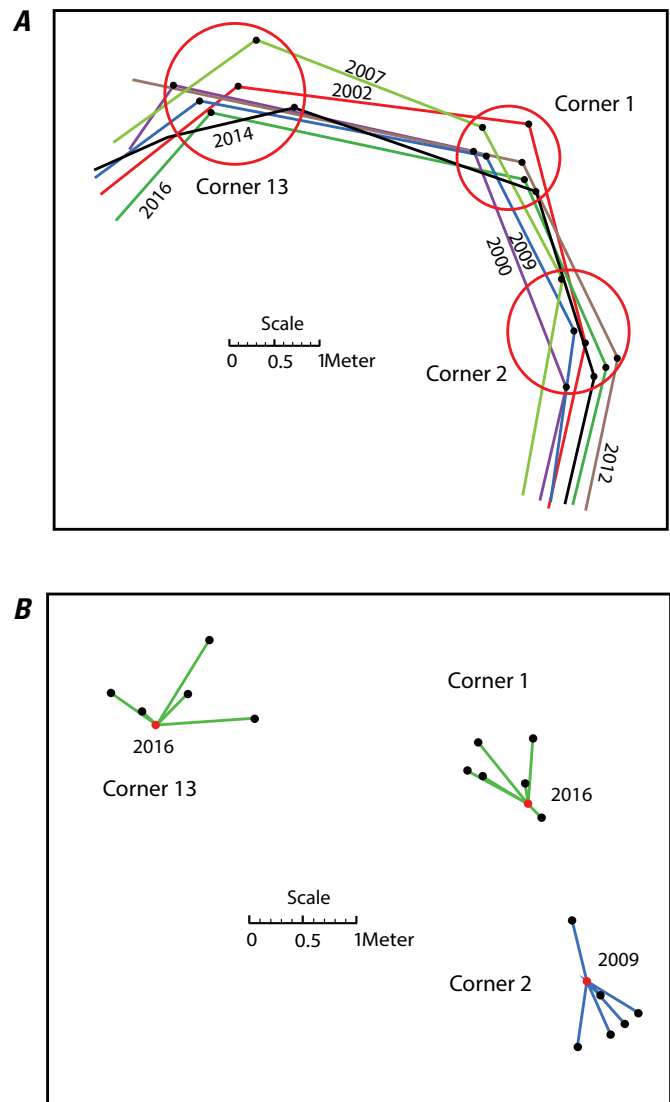 A
2007
2002
Corner 1
2014
Corner 13
2016
2009
2000
Scale
0 0.5 1Meter
Corner 2
2012
B
Corner 1
2016
Corner 13
2016
Scale
0 0.5 1Meter
2009
Corner 2